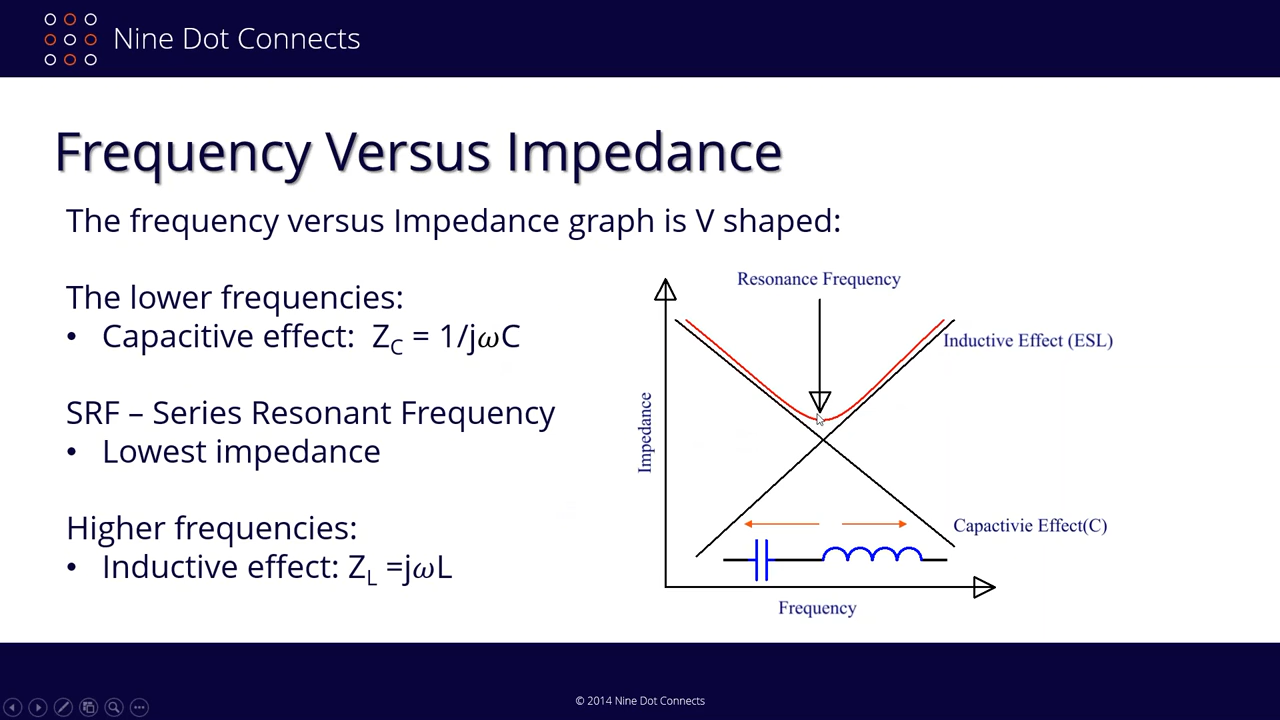 Nine Dot Connects
Frequency Versus Impedance
The frequency versus Impedance graph is V shaped:
The lower frequencies:
• Capacitive effect: Z_C = 1/jωC
SRF – Series Resonant Frequency
• Lowest impedance
Higher frequencies:
• Inductive effect: Z_L =jωL
Resonance Frequency
Inductive Effect (ESL)
Impedance
Capactivie Effect(C)
Frequency
© 2014 Nine Dot Connects